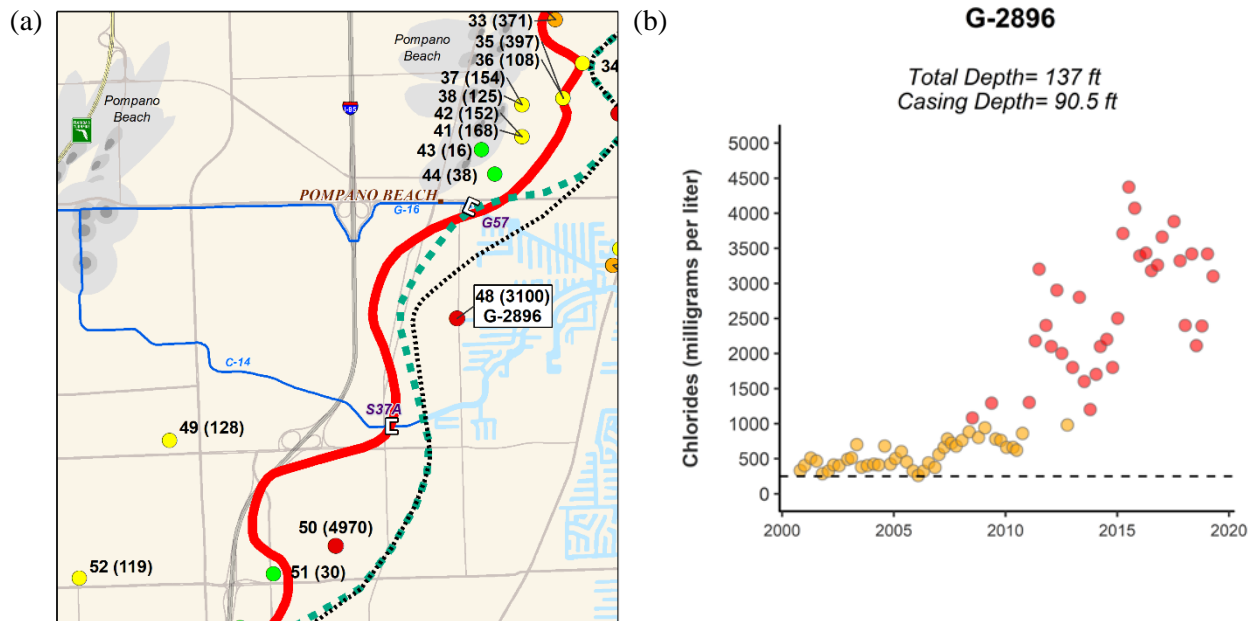 (a)
Pompano
Beach
Pompano
Beach
33 (371)
35 (397)
36 (108)
34
37 (154)
38 (125)
42 (152)
41 (168)
43 (16)
44 (38)
I-95
POMPANO BEACH
G-16
G57
48 (3100)
G-2896
C-14
S37A
49 (128)
50 (4970)
51 (30)
52 (119)
(b)
G-2896
Total Depth= 137 ft
Casing Depth= 90.5 ft
Chlorides (milligrams per liter)
5000
4500
4000
3500
3000
2500
2000
1500
1000
500
0
2000
2005
2010
2015
2020